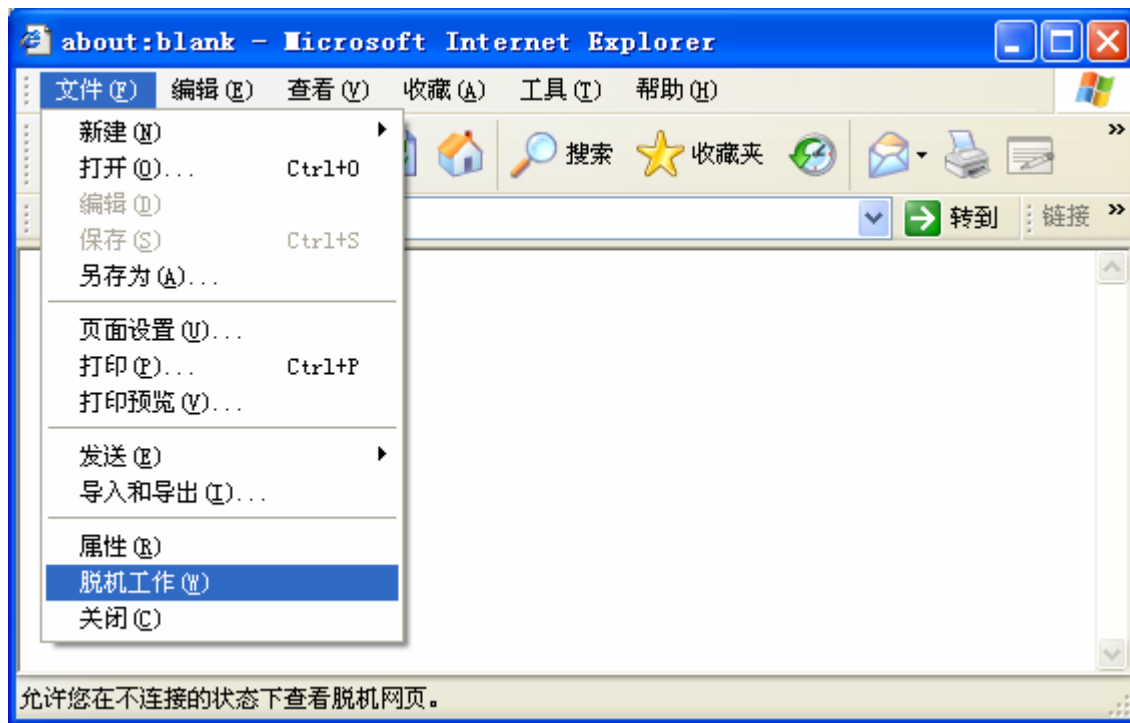 about:blank - Microsoft Internet Explorer
文件(F) 编辑(E) 查看(V) 收藏(A) 工具(T) 帮助(H)
搜索 收藏夹 »
转到 链接 »
新建(N)
打开(O)... Ctrl+O
编辑(D)
保存(S) Ctrl+S
另存为(A)...
页面设置(U)...
打印(P)... Ctrl+P
打印预览(V)...
发送(E)
导入和导出(I)...
属性(R)
脱机工作(W)
关闭(C)
允许您在不连接的状态下查看脱机网页。